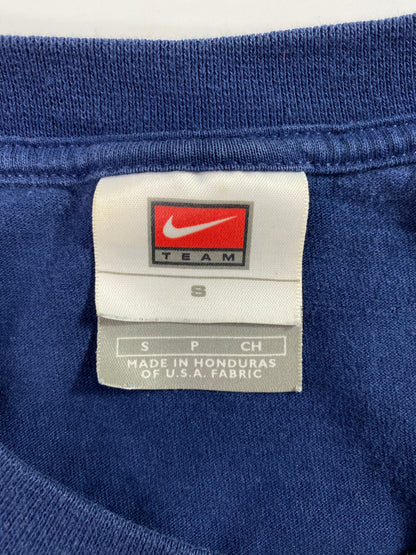 TEAM
S
S P CH
MADE IN HONDURAS
OF U.S.A. FABRIC